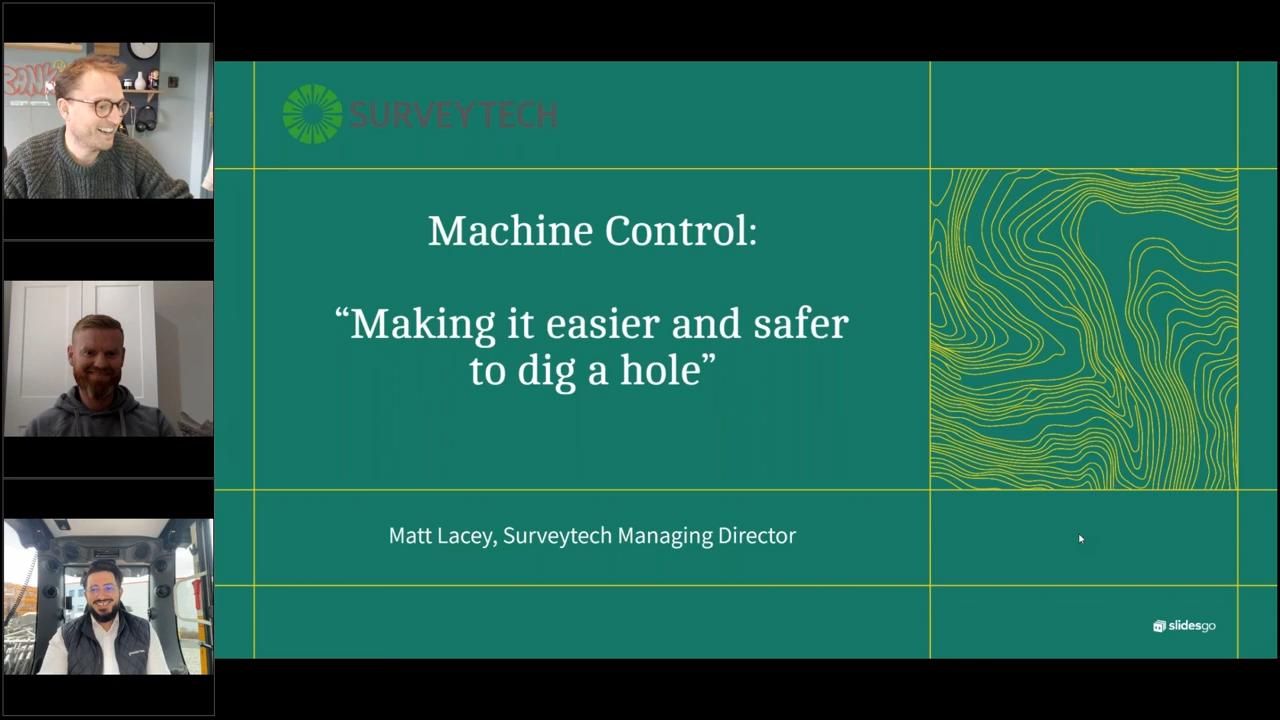 SURVEYTECH
Machine Control:
“Making it easier and safer
to dig a hole”
Matt Lacey, Surveytech Managing Director
slidesgo